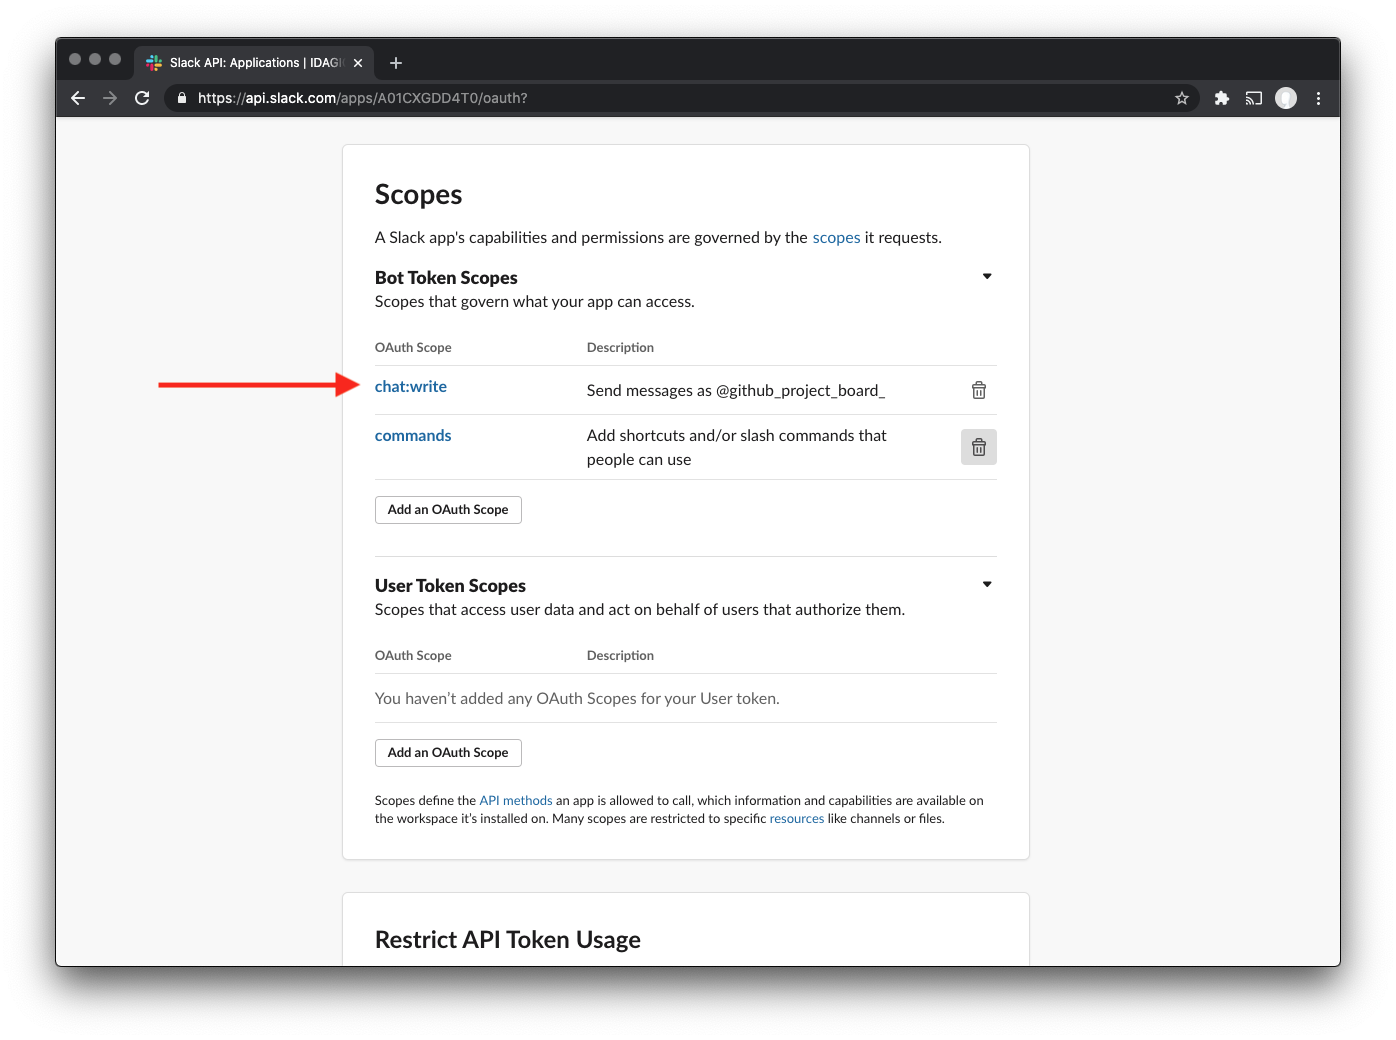 Slack API: Applications | IDAGI
https://api.slack.com/apps/A01CXGDD4T0/oauth?
Scopes
A Slack app's capabilities and permissions are governed by the scopes it requests.
Bot Token Scopes
Scopes that govern what your app can access.
OAuth Scope Description
chat:write Send messages as @github_project_board_
commands Add shortcuts and/or slash commands that
people can use
Add an OAuth Scope
User Token Scopes
Scopes that access user data and act on behalf of users that authorize them.
OAuth Scope Description
You haven’t added any OAuth Scopes for your User token.
Add an OAuth Scope
Scopes define the API methods an app is allowed to call, which information and capabilities are available on
the workspace it’s installed on. Many scopes are restricted to specific resources like channels or files.
Restrict API Token Usage